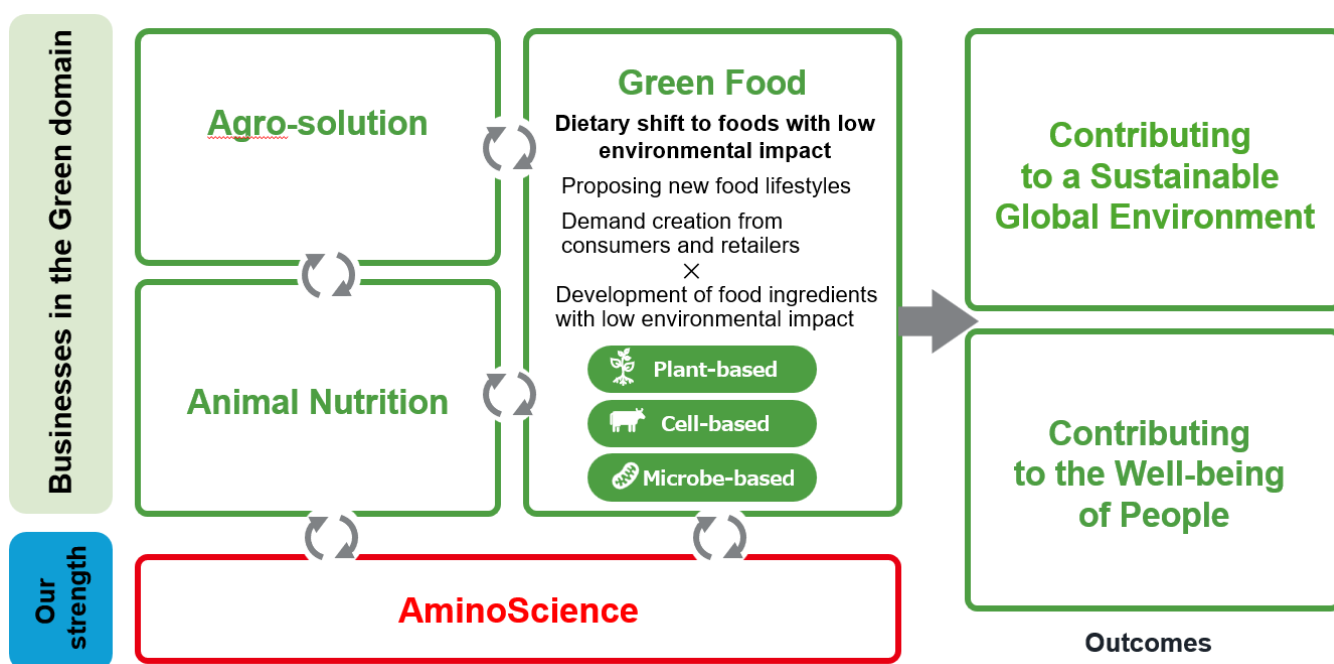 Businesses in the Green domain
Agro-solution
Animal Nutrition
Green Food
Dietary shift to foods with low
environmental impact
Proposing new food lifestyles
Demand creation from
consumers and retailers
×
Development of food ingredients
with low environmental impact
Plant-based
Cell-based
Microbe-based
Contributing
to a Sustainable
Global Environment
Contributing
to the Well-being
of People
Our
strength
AminoScience
Outcomes